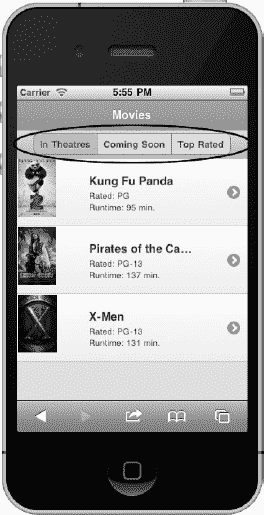 Carrier 5:55 PM
Movies
In Theatres Coming Soon Top Rated
Kung Fu Panda
Rated: PG
Runtime: 95 min.
Pirates of the Ca...
Rated: PG-13
Runtime: 137 min.
X-Men
Rated: PG-13
Runtime: 131 min.